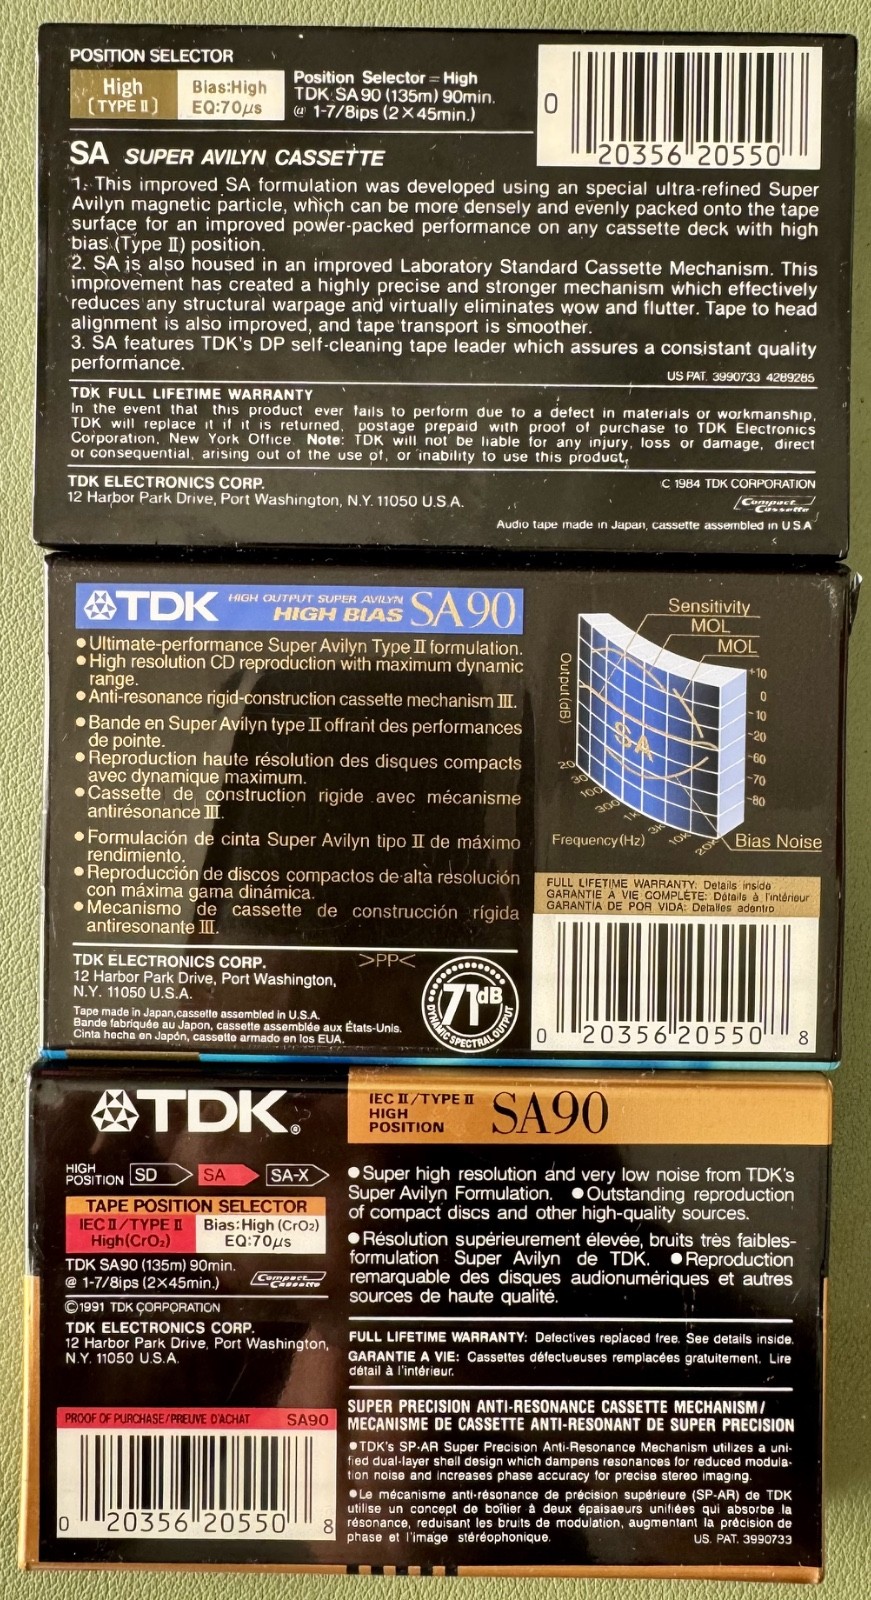 POSITION SELECTOR
High
(TYPE II)
Bias:High
EQ:70μs
Position Selector = High
TDK SA90 (135m) 90min.
@ 1-7/8ips (2×45min.)
0 20356 20550
SA SUPER AVILYN CASSETTE
1. This improved SA formulation was developed using an special ultra-refined Super
Avilyn magnetic particle, which can be more densely and evenly packed onto the tape
surface for an improved power-packed performance on any cassette deck with high
bias (Type II) position.
2. SA is also housed in an improved Laboratory Standard Cassette Mechanism. This
improvement has created a highly precise and stronger mechanism which effectively
reduces any structural warpage and virtually eliminates wow and flutter. Tape to head
alignment is also improved, and tape transport is smoother.
3. SA features TDK's DP self-cleaning tape leader which assures a consistant quality
performance.
US PAT. 3990733 4289285
TDK FULL LIFETIME WARRANTY
In the event that this product ever fails to perform due to a defect in materials or workmanship,
TDK will replace it if it is returned, postage prepaid with proof of purchase to TDK Electronics
Corporation, New York Office. Note: TDK will not be liable for any injury, loss or damage, direct
or consequential, arising out of the use of, or inability to use this product.
TDK ELECTRONICS CORP.
12 Harbor Park Drive, Port Washington, N.Y. 11050 U.S.A.
C 1984 TDK CORPORATION
Compact Cassette
Audio tape made in Japan, cassette assembled in U.S.A
TDK HIGH OUTPUT SUPER AVILYN
HIGH BIAS SA90
● Ultimate-performance Super Avilyn Type II formulation.
● High resolution CD reproduction with maximum dynamic
range.
● Anti-resonance rigid-construction cassette mechanism III.
● Bande en Super Avilyn type II offrant des performances
de pointe.
● Reproduction haute résolution des disques compacts
avec dynamique maximum.
● Cassette de construction rigide avec mécanisme
antirésonance III.
● Formulación de cinta Super Avilyn tipo II de máximo
rendimiento.
● Reproducción de discos compactos de alta resolución
con máxima gama dinámica.
● Mecanismo de cassette de construcción rígida
antiresonante III.
TDK ELECTRONICS CORP.
12 Harbor Park Drive, Port Washington,
N.Y. 11050 U.S.A.
>PP<
Tape made in Japan, cassette assembled in U.S.A.
Bande fabriquée au Japon, cassette assemblée aux États-Unis.
Cinta hecha en Japón, cassette armado en los EUA.
71dB
DYNAMIC SPECTRAL OUTPUT
Sensitivity
MOL
MOL
Output (dB)
+10
0
-10
-20
-60
-70
-80
SA
20
30
100
300
1k
3k
10k
20k
Frequency (Hz)
Bias Noise
FULL LIFETIME WARRANTY: Details inside
GARANTIE A VIE COMPLÈTE: Détails à l'intérieur
GARANTIA DE POR VIDA: Detalles adentro
0 20356 20550 8
TDK®
IEC II/TYPE II
HIGH
POSITION
SA90
HIGH
POSITION
SD
SA
SA-X
TAPE POSITION SELECTOR
IEC II/TYPE II
High(CrO2)
Bias:High (CrO2)
EQ:70μs
TDK SA90 (135m) 90min.
@ 1-7/8ips (2×45min.)
Compact Cassette
©1991 TDK CORPORATION
TDK ELECTRONICS CORP.
12 Harbor Park Drive, Port Washington,
N.Y. 11050 U.S.A.
PROOF OF PURCHASE/PREUVE D'ACHAT SA90
0 20356 20550 8
● Super high resolution and very low noise from TDK's
Super Avilyn Formulation. ● Outstanding reproduction
of compact discs and other high-quality sources.
● Résolution supérieurement élevée, bruits très faibles-
formulation Super Avilyn de TDK. ● Reproduction
remarquable des disques audionumériques et autres
sources de haute qualité.
FULL LIFETIME WARRANTY: Defectives replaced free. See details inside.
GARANTIE A VIE: Cassettes défectueuses remplacées gratuitement. Lire
détail à l'intérieur.
SUPER PRECISION ANTI-RESONANCE CASSETTE MECHANISM/
MECANISME DE CASSETTE ANTI-RESONANT DE SUPER PRECISION
● TDK's SP-AR Super Precision Anti-Resonance Mechanism utilizes a uni-
fied dual-layer shell design which dampens resonances for reduced modula-
tion noise and increases phase accuracy for precise stereo imaging.
● Le mécanisme anti-résonance de précision supérieure (SP-AR) de TDK
utilise un concept de boîtier à deux épaisaeurs unifiées qui absorbe la
résonance, reduisant les bruits de modulation, augmentant la précision de
phase et l'image stéréophonique.
US. PAT. 3990733